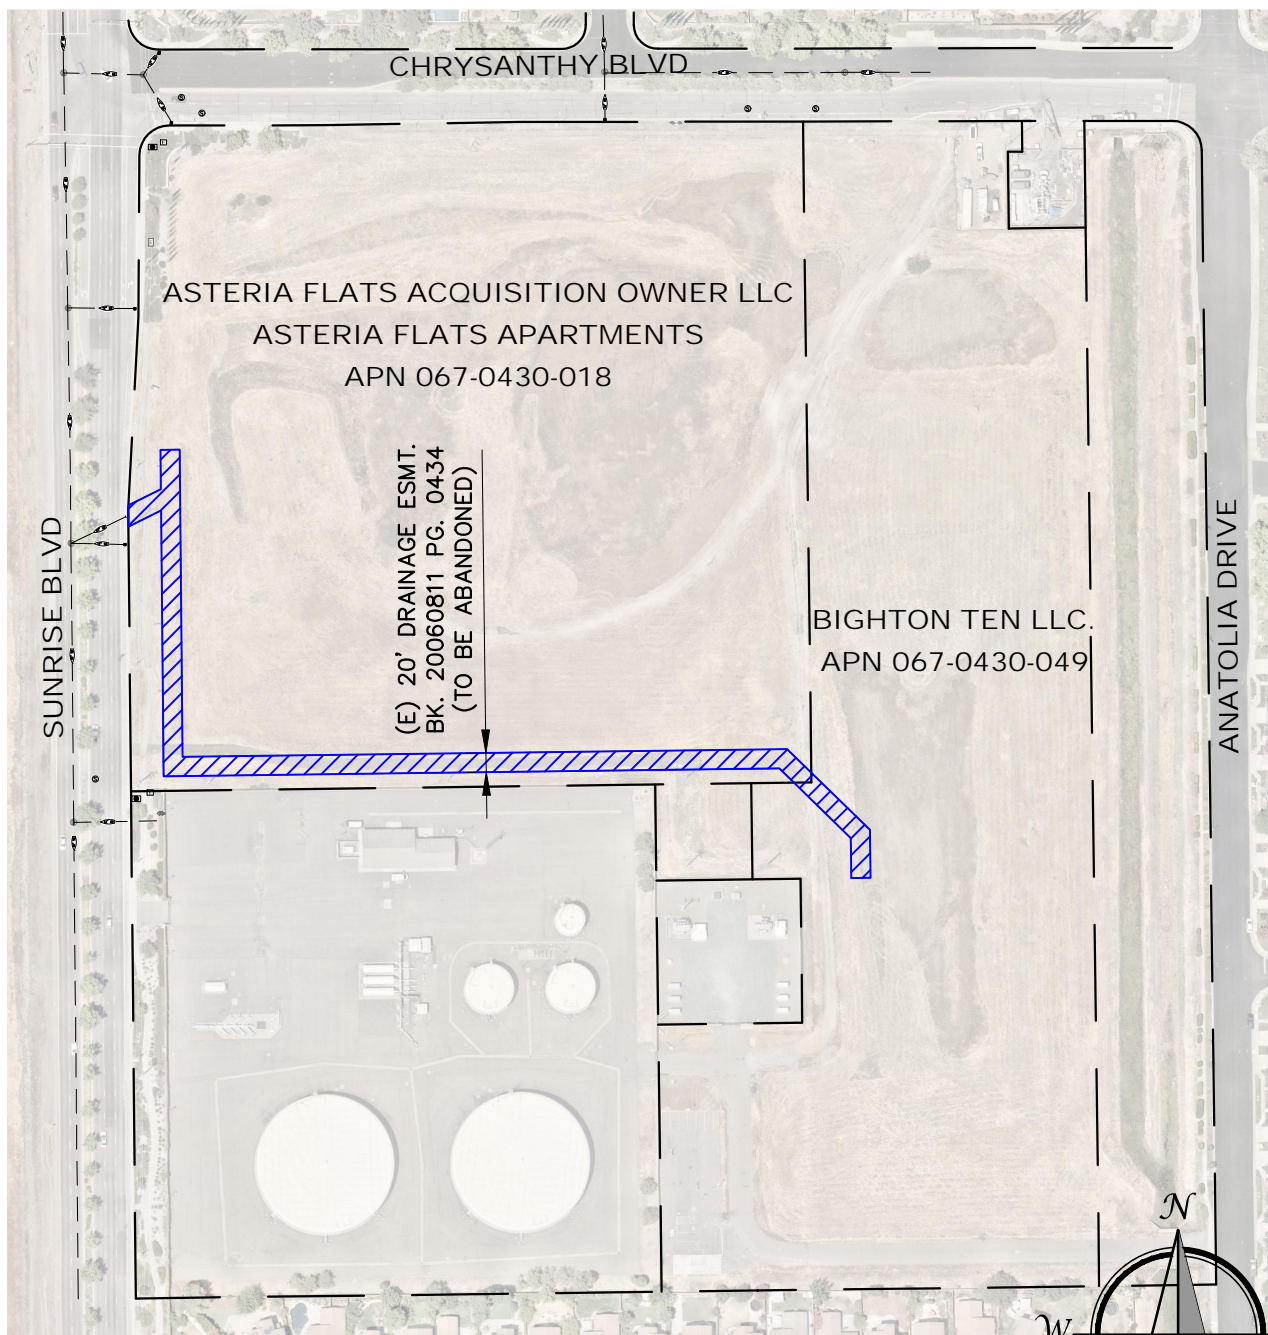 CHRYSANTHY BLVD
ASTERIA FLATS ACQUISITION OWNER LLC
ASTERIA FLATS APARTMENTS
APN 067-0430-018
(E) 20' DRAINAGE ESMT.
BK. 20060811 PG. 0434
(TO BE ABANDONED)
SUNRISE BLVD
BIGHTON TEN LLC.
APN 067-0430-049
ANATOLIA DRIVE
N
W